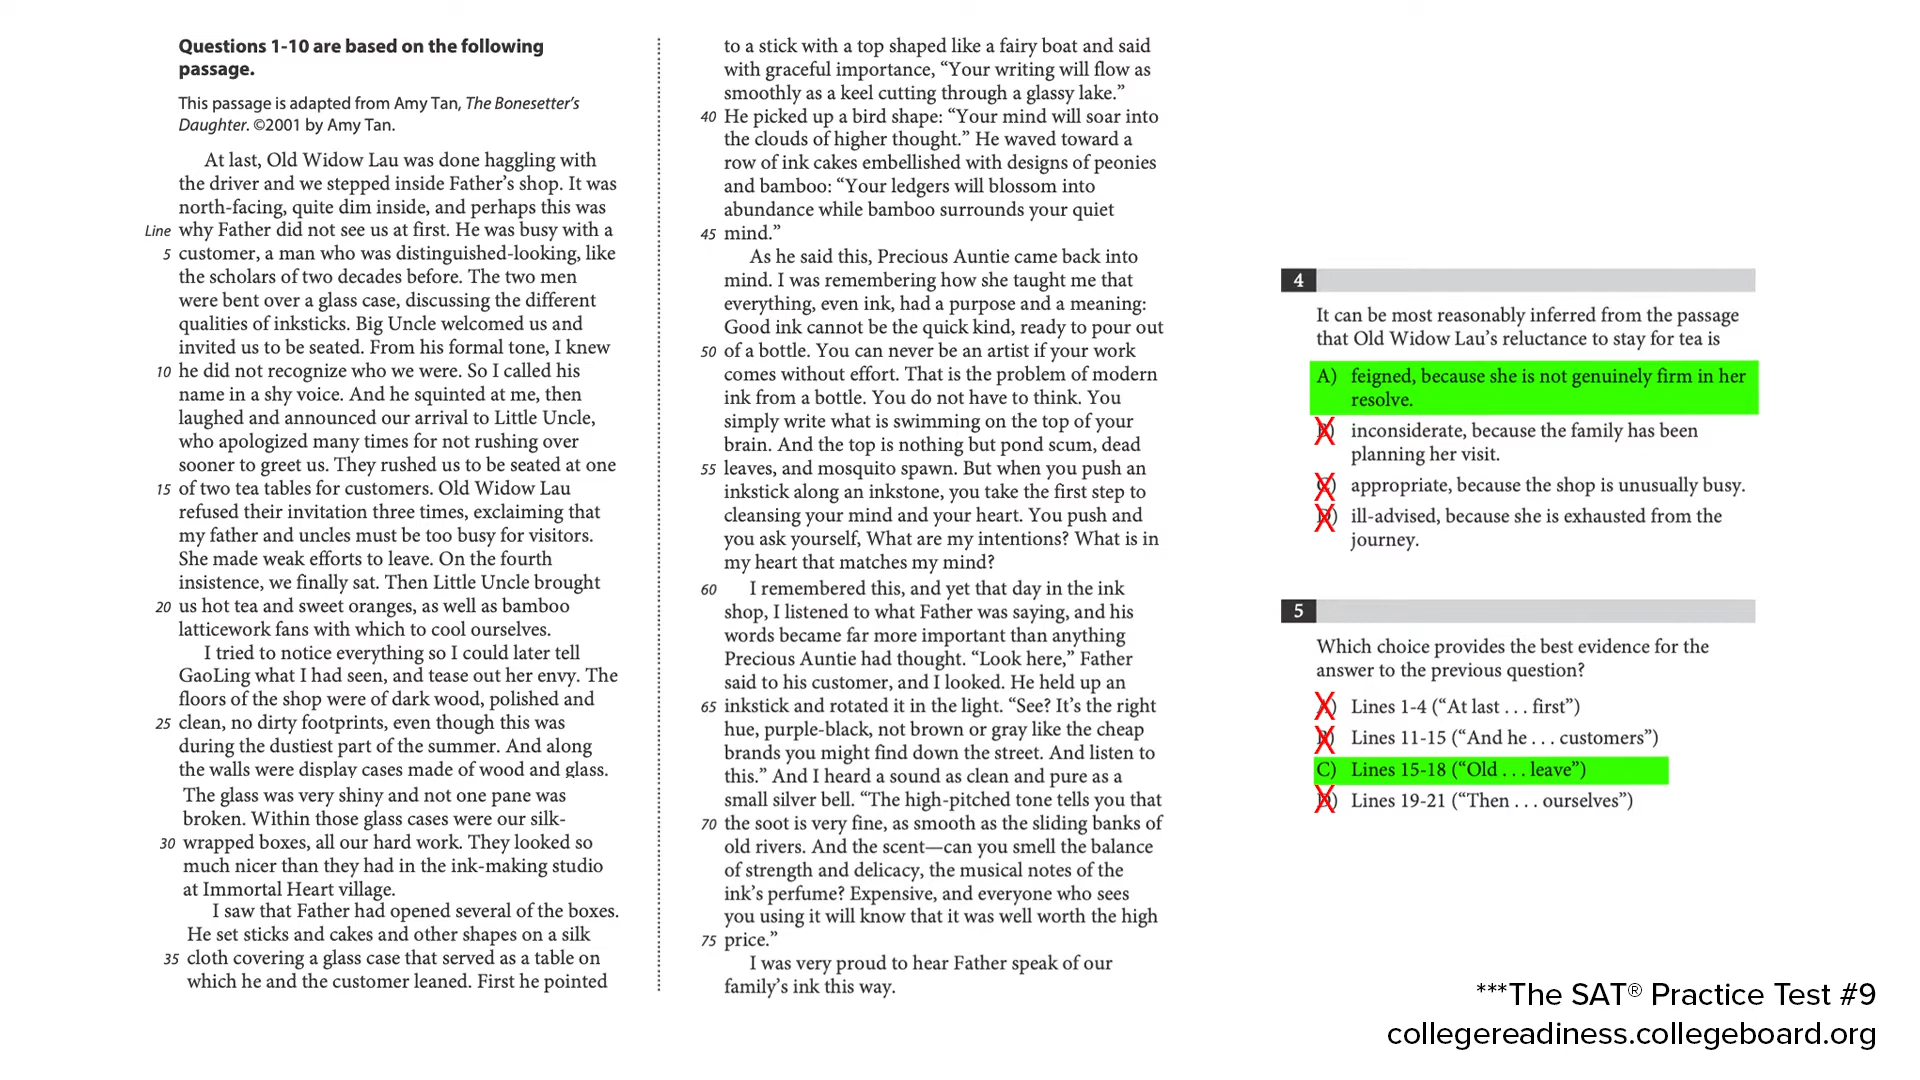 Questions 1-10 are based on the following
passage.
This passage is adapted from Amy Tan, The Bonesetter’s
Daughter. ©2001 by Amy Tan.
At last, Old Widow Lau was done haggling with
the driver and we stepped inside Father’s shop. It was
north-facing, quite dim inside, and perhaps this was
Line why Father did not see us at first. He was busy with a
5 customer, a man who was distinguished-looking, like
the scholars of two decades before. The two men
were bent over a glass case, discussing the different
qualities of inksticks. Big Uncle welcomed us and
invited us to be seated. From his formal tone, I knew
10 he did not recognize who we were. So I called his
name in a shy voice. And he squinted at me, then
laughed and announced our arrival to Little Uncle,
who apologized many times for not rushing over
sooner to greet us. They rushed us to be seated at one
15 of two tea tables for customers. Old Widow Lau
refused their invitation three times, exclaiming that
my father and uncles must be too busy for visitors.
She made weak efforts to leave. On the fourth
insistence, we finally sat. Then Little Uncle brought
20 us hot tea and sweet oranges, as well as bamboo
latticework fans with which to cool ourselves.
I tried to notice everything so I could later tell
GaoLing what I had seen, and tease out her envy. The
floors of the shop were of dark wood, polished and
25 clean, no dirty footprints, even though this was
during the dustiest part of the summer. And along
the walls were display cases made of wood and glass.
The glass was very shiny and not one pane was
broken. Within those glass cases were our silk-
30 wrapped boxes, all our hard work. They looked so
much nicer than they had in the ink-making studio
at Immortal Heart village.
I saw that Father had opened several of the boxes.
He set sticks and cakes and other shapes on a silk
35 cloth covering a glass case that served as a table on
which he and the customer leaned. First he pointed
to a stick with a top shaped like a fairy boat and said
with graceful importance, “Your writing will flow as
smoothly as a keel cutting through a glassy lake.”
40 He picked up a bird shape: “Your mind will soar into
the clouds of higher thought.” He waved toward a
row of ink cakes embellished with designs of peonies
and bamboo: “Your ledgers will blossom into
abundance while bamboo surrounds your quiet
45 mind.”
As he said this, Precious Auntie came back into
mind. I was remembering how she taught me that
everything, even ink, had a purpose and a meaning:
Good ink cannot be the quick kind, ready to pour out
50 of a bottle. You can never be an artist if your work
comes without effort. That is the problem of modern
ink from a bottle. You do not have to think. You
simply write what is swimming on the top of your
brain. And the top is nothing but pond scum, dead
55 leaves, and mosquito spawn. But when you push an
inkstick along an inkstone, you take the first step to
cleansing your mind and your heart. You push and
you ask yourself, What are my intentions? What is in
my heart that matches my mind?
60 I remembered this, and yet that day in the ink
shop, I listened to what Father was saying, and his
words became far more important than anything
Precious Auntie had thought. “Look here,” Father
said to his customer, and I looked. He held up an
65 inkstick and rotated it in the light. “See? It’s the right
hue, purple-black, not brown or gray like the cheap
brands you might find down the street. And listen to
this.” And I heard a sound as clean and pure as a
small silver bell. “The high-pitched tone tells you that
70 the soot is very fine, as smooth as the sliding banks of
old rivers. And the scent—can you smell the balance
of strength and delicacy, the musical notes of the
ink’s perfume? Expensive, and everyone who sees
you using it will know that it was well worth the high
75 price.”
I was very proud to hear Father speak of our
family’s ink this way.
4
It can be most reasonably inferred from the passage
that Old Widow Lau’s reluctance to stay for tea is
A) feigned, because she is not genuinely firm in her
resolve.
inconsiderate, because the family has been
planning her visit.
appropriate, because the shop is unusually busy.
ill-advised, because she is exhausted from the
journey.
5
Which choice provides the best evidence for the
answer to the previous question?
Lines 1-4 (“At last . . . first”)
Lines 11-15 (“And he . . . customers”)
C) Lines 15-18 (“Old . . . leave”)
Lines 19-21 (“Then . . . ourselves”)
***The SAT® Practice Test #9
collegereadiness.collegeboard.org